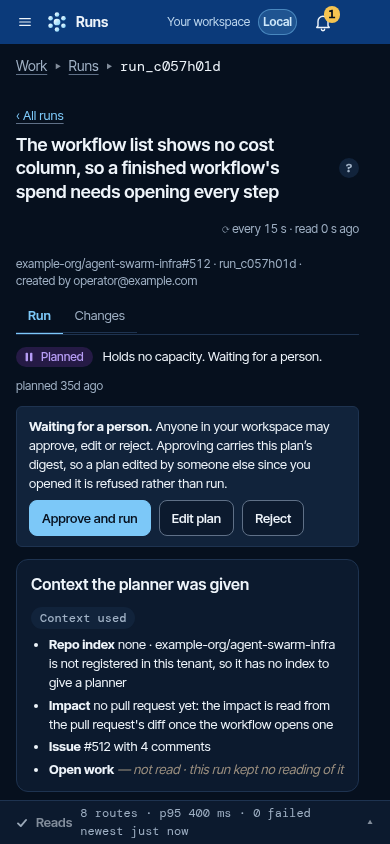 Runs
Your workspace Local 1
Work ▸ Runs ▸ run_c057h01d
‹ All runs
The workflow list shows no cost
column, so a finished workflow's
spend needs opening every step
?
⟳ every 15 s · read 0 s ago
example-org/agent-swarm-infra#512 · run_c057h01d ·
created by operator@example.com
Run Changes
Planned Holds no capacity. Waiting for a person.
planned 35d ago
Waiting for a person. Anyone in your workspace may
approve, edit or reject. Approving carries this plan's
digest, so a plan edited by someone else since you
opened it is refused rather than run.
Approve and run Edit plan Reject
Context the planner was given
Context used
• Repo index none · example-org/agent-swarm-infra
is not registered in this tenant, so it has no index to
give a planner
• Impact no pull request yet: the impact is read from
the pull request's diff once the workflow opens one
• Issue #512 with 4 comments
• Open work — not read · this run kept no reading of it
Reads 8 routes · p95 400 ms · 0 failed
newest just now